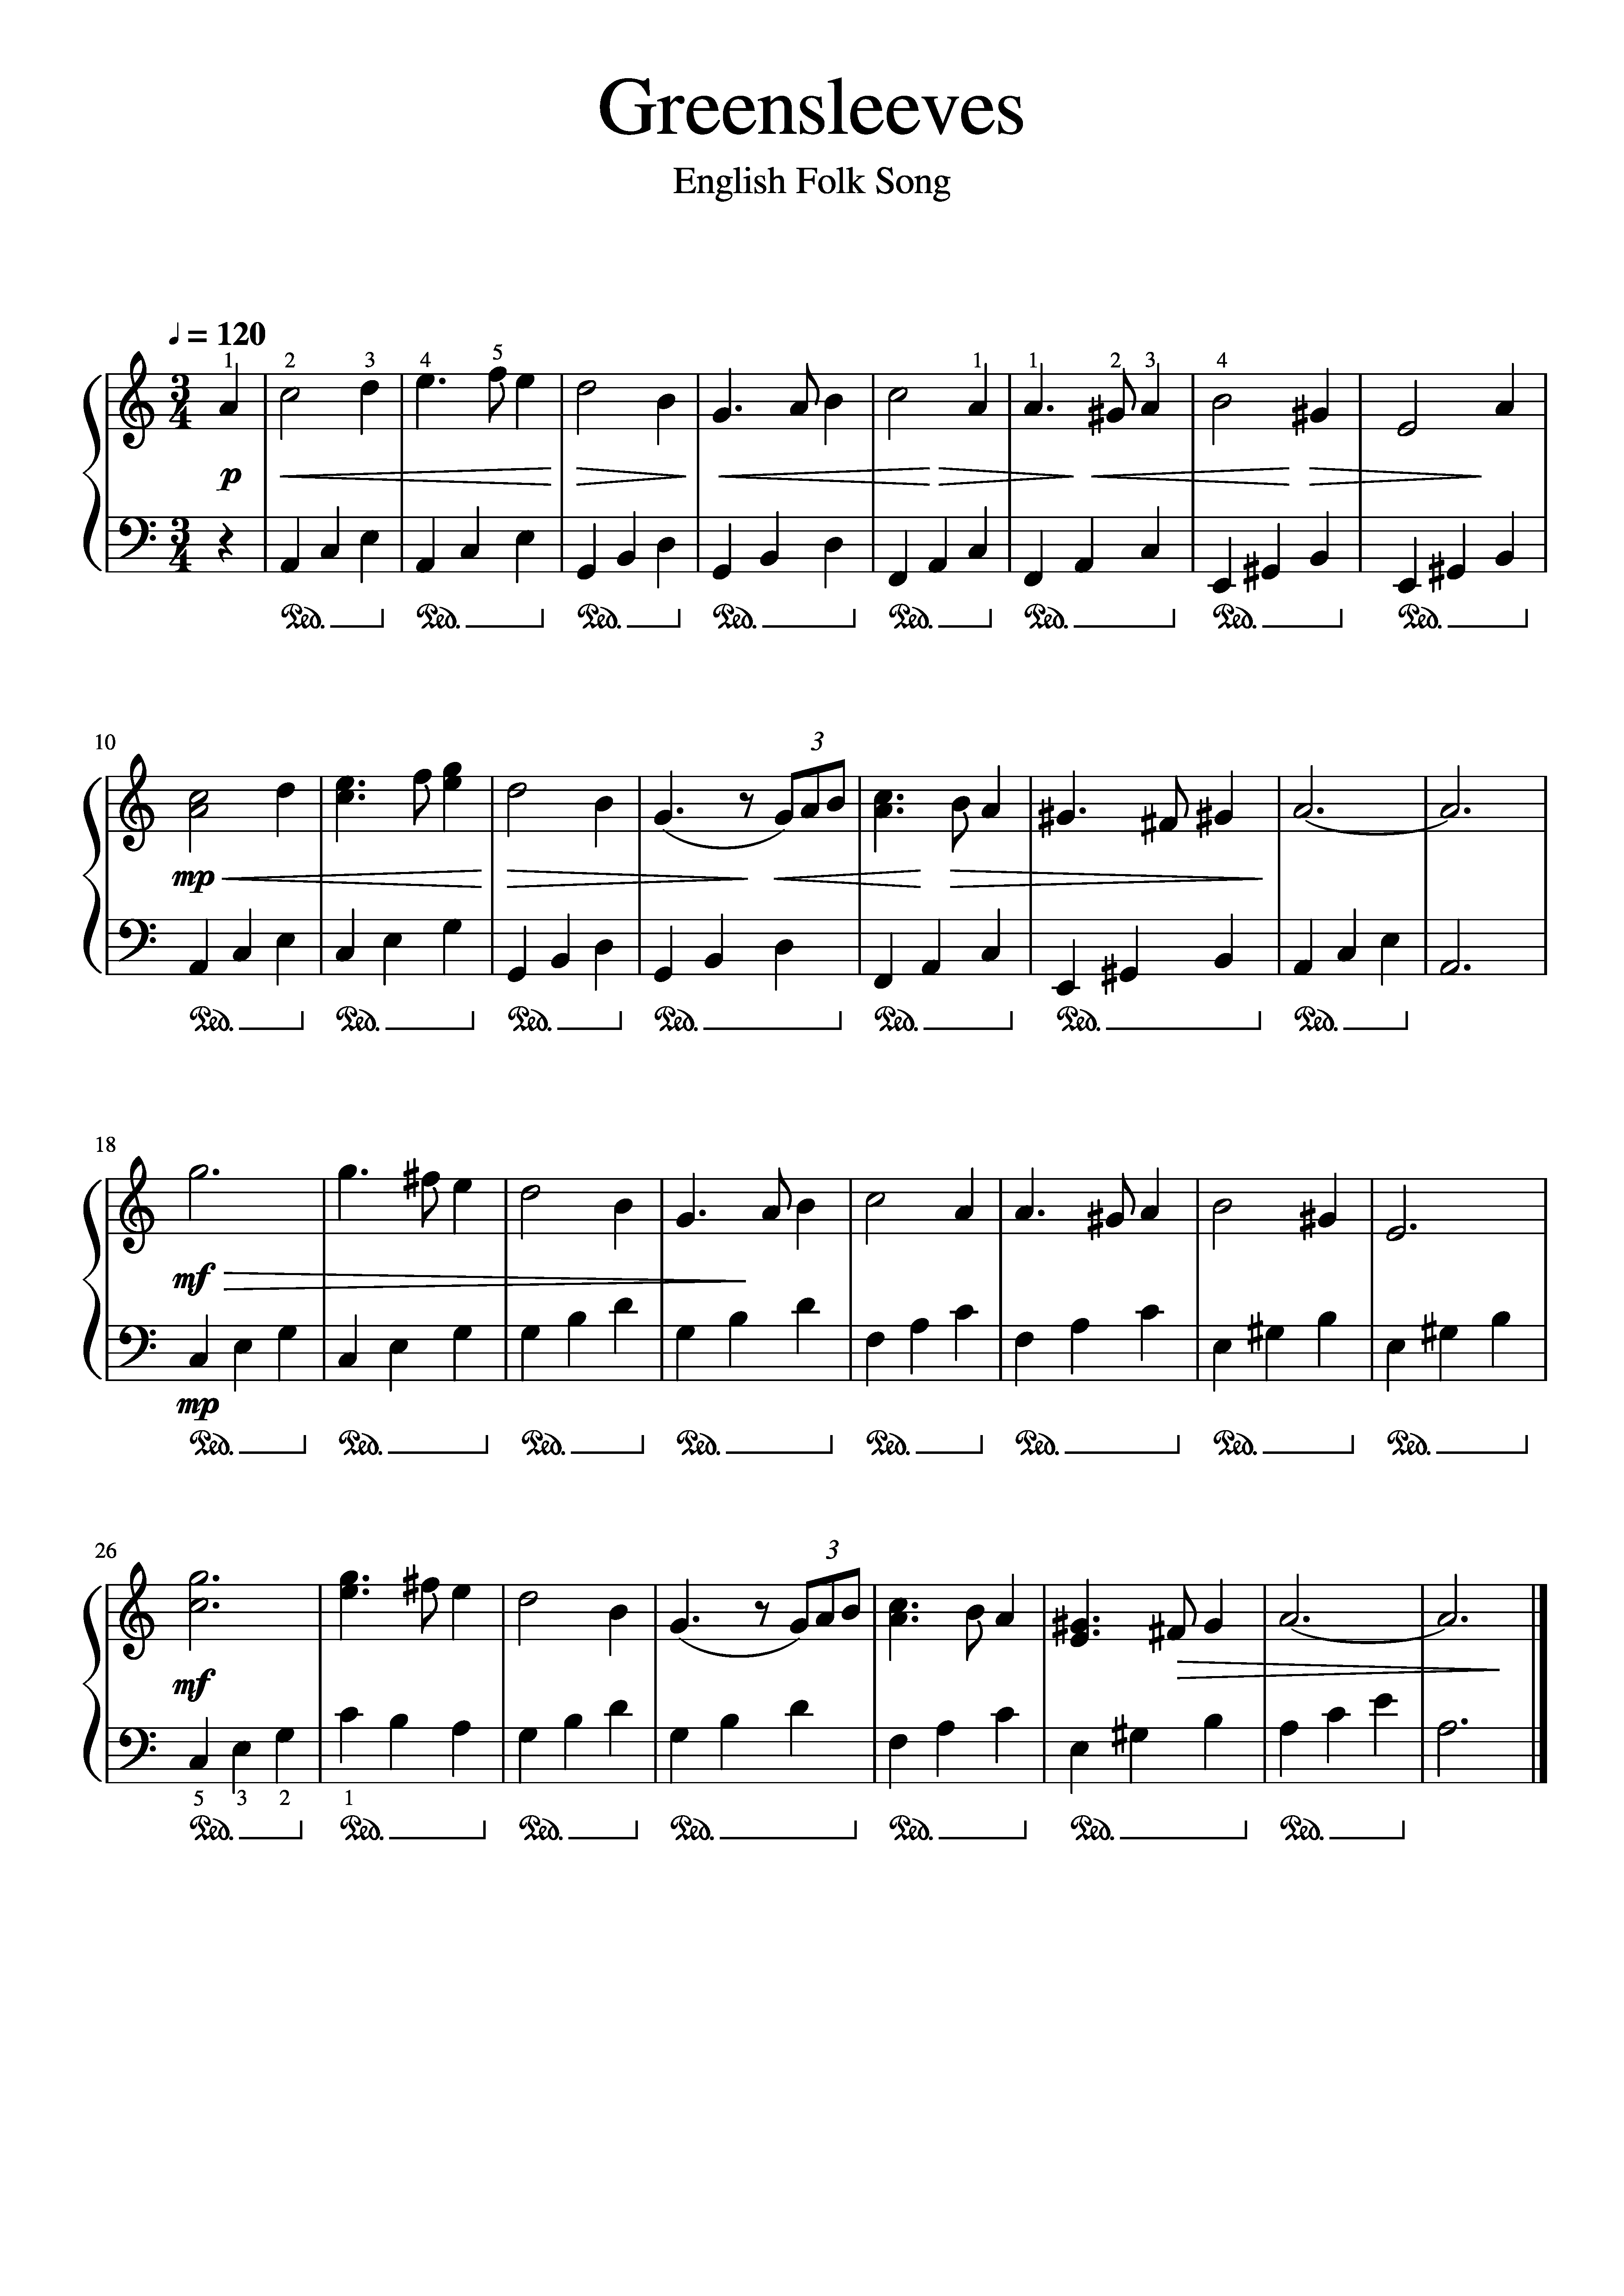 Greensleeves
English Folk Song
♩ = 120
1 2 3 4 5 1 1 2 3 4
3 4
p
3 4
Ped. Ped. Ped. Ped. Ped. Ped. Ped. Ped.
10
3
mp
Ped. Ped. Ped. Ped. Ped. Ped. Ped.
18
mf
mp
Ped. Ped. Ped. Ped. Ped. Ped. Ped. Ped.
26
3
mf
5 3 2 1
Ped. Ped. Ped. Ped. Ped. Ped. Ped.